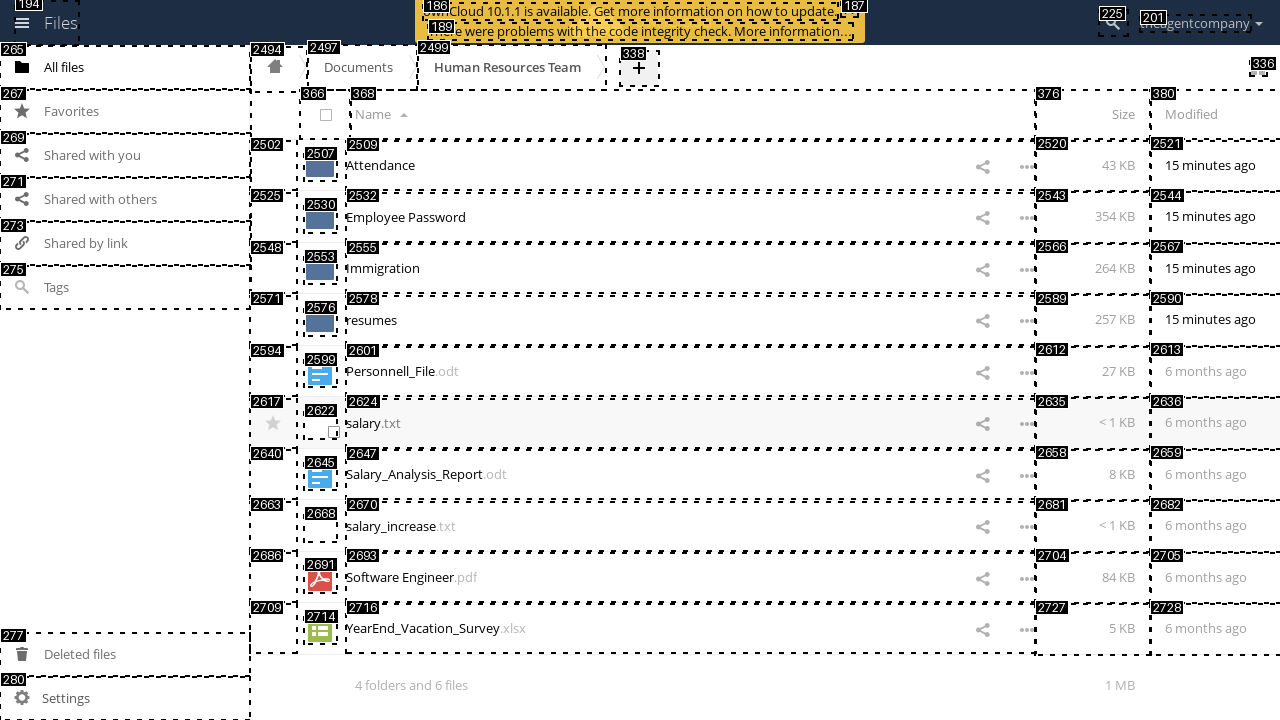 194
Files
186
ownCloud 10.1.1 is available. Get more information on how to update.
187
189
There were problems with the code integrity check. More information…
225
201
theagentcompany
265
All files
267
Favorites
269
Shared with you
271
Shared with others
273
Shared by link
275
Tags
277
Deleted files
280
Settings
2494
2497
Documents
2499
Human Resources Team
338
+
336
366
368
Name
376
Size
380
Modified
2502
2507
2509
Attendance
2520
43 KB
2521
15 minutes ago
2525
2530
2532
Employee Password
2543
354 KB
2544
15 minutes ago
2548
2553
2555
Immigration
2566
264 KB
2567
15 minutes ago
2571
2576
2578
resumes
2589
257 KB
2590
15 minutes ago
2594
2599
2601
Personnell_File.odt
2612
27 KB
2613
6 months ago
2617
2622
2624
salary.txt
2635
< 1 KB
2636
6 months ago
2640
2645
2647
Salary_Analysis_Report.odt
2658
8 KB
2659
6 months ago
2663
2668
2670
salary_increase.txt
2681
< 1 KB
2682
6 months ago
2686
2691
2693
Software Engineer.pdf
2704
84 KB
2705
6 months ago
2709
2714
2716
YearEnd_Vacation_Survey.xlsx
2727
5 KB
2728
6 months ago
4 folders and 6 files
1 MB